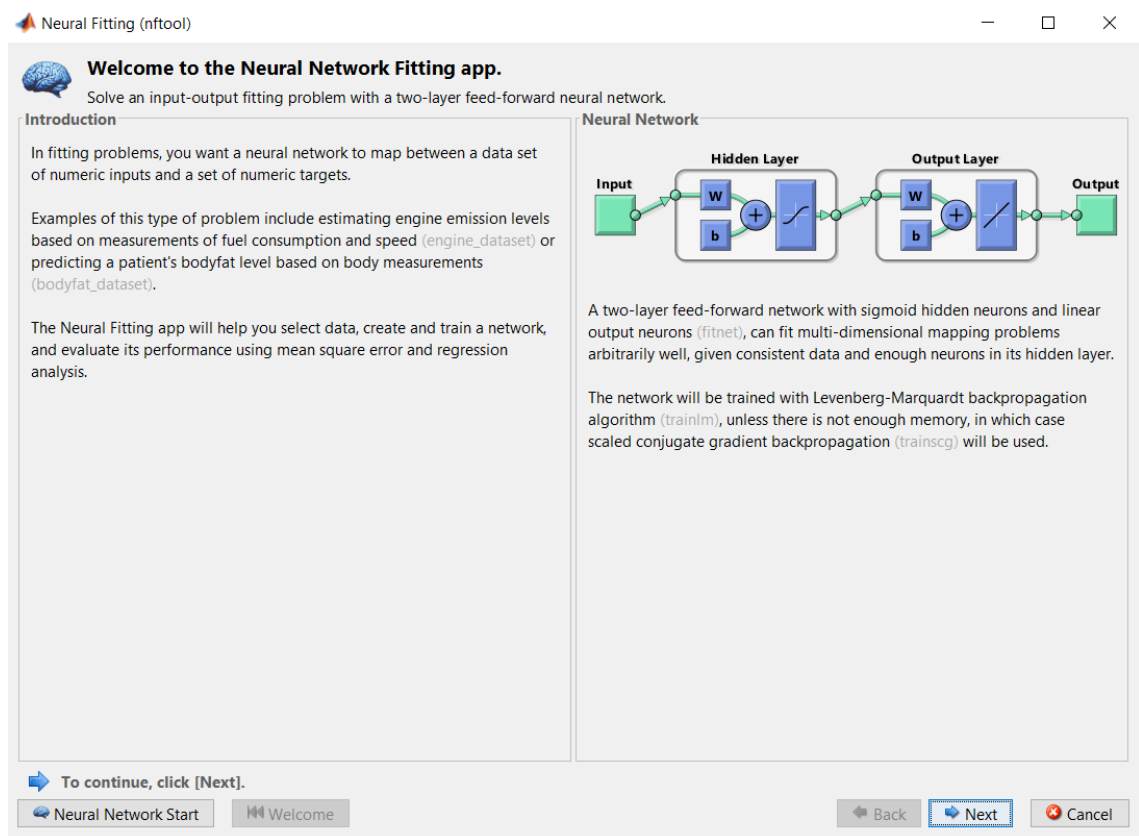 Neural Fitting (nftool)
Welcome to the Neural Network Fitting app.
Solve an input-output fitting problem with a two-layer feed-forward neural network.
Introduction
In fitting problems, you want a neural network to map between a data set
of numeric inputs and a set of numeric targets.
Examples of this type of problem include estimating engine emission levels
based on measurements of fuel consumption and speed (engine_dataset) or
predicting a patient's bodyfat level based on body measurements
(bodyfat_dataset).
The Neural Fitting app will help you select data, create and train a network,
and evaluate its performance using mean square error and regression
analysis.
Neural Network
Hidden Layer
Output Layer
Input
Output
W
W
b
b
A two-layer feed-forward network with sigmoid hidden neurons and linear
output neurons (fitnet), can fit multi-dimensional mapping problems
arbitrarily well, given consistent data and enough neurons in its hidden layer.
The network will be trained with Levenberg-Marquardt backpropagation
algorithm (trainlm), unless there is not enough memory, in which case
scaled conjugate gradient backpropagation (trainscg) will be used.
To continue, click [Next].
Neural Network Start
Welcome
Back
Next
Cancel